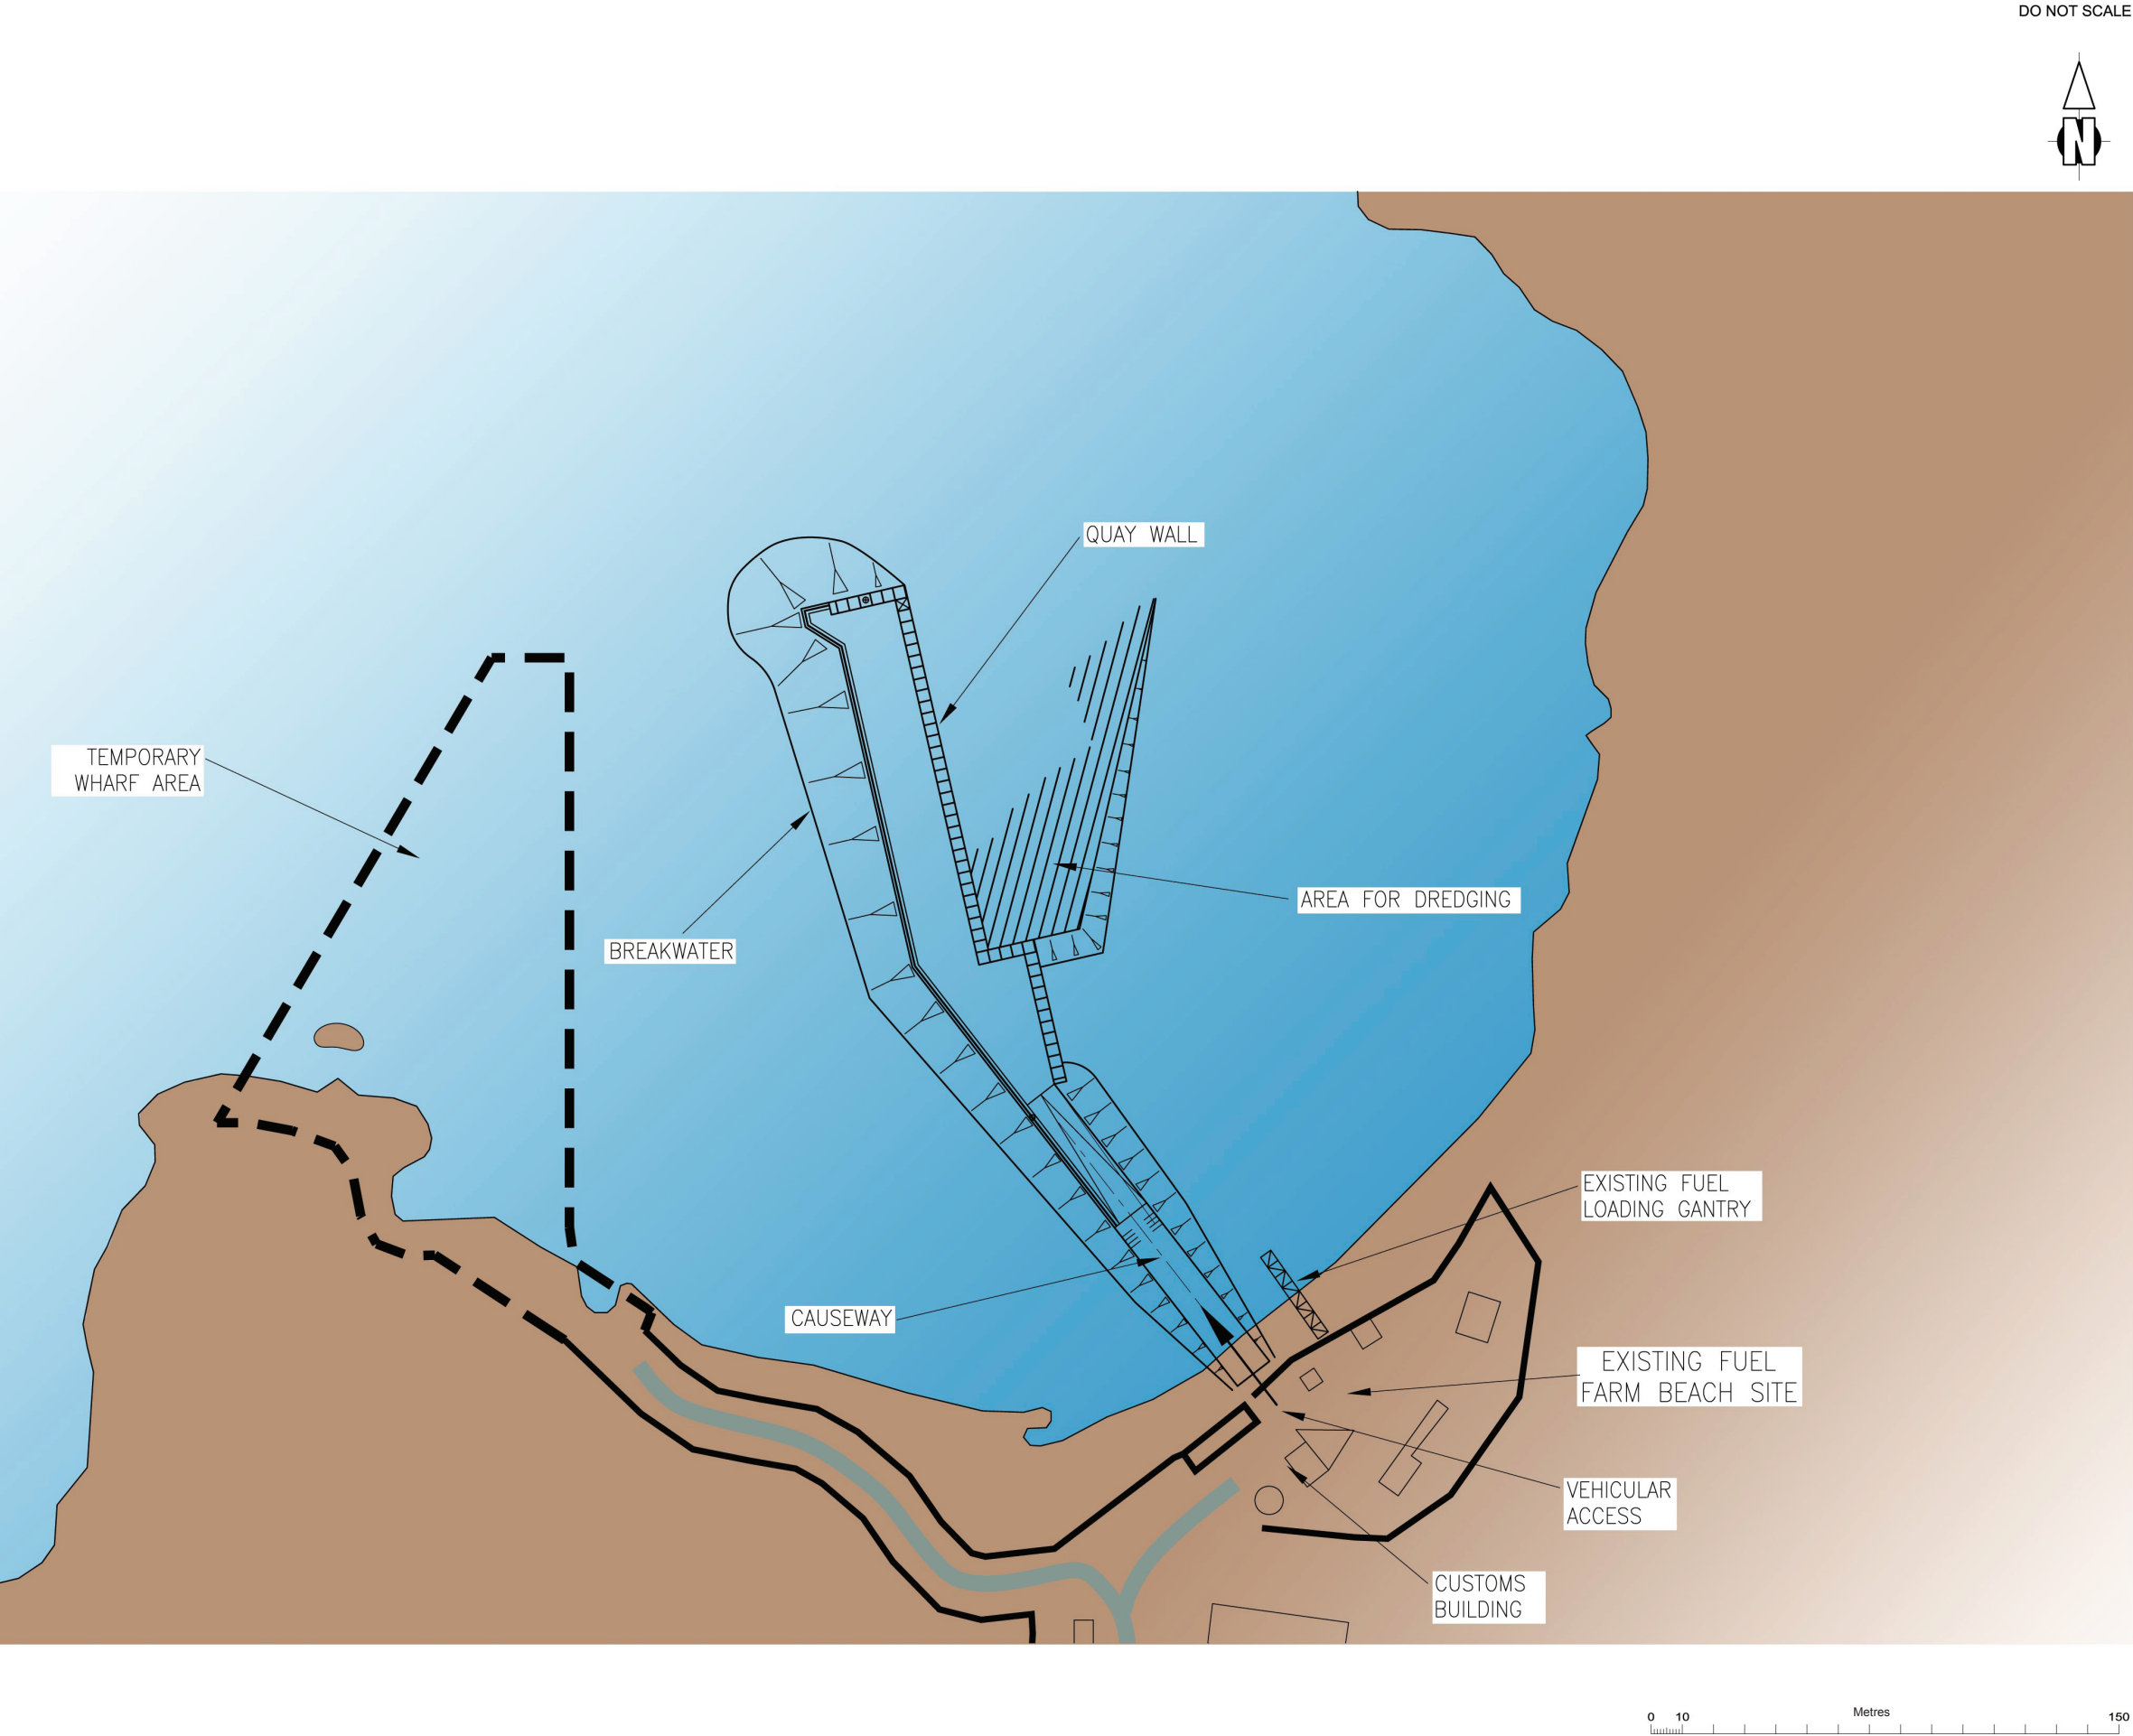 DO NOT SCALE
N
QUAY WALL
TEMPORARY
WHARF AREA
AREA FOR DREDGING
BREAKWATER
EXISTING FUEL
LOADING GANTRY
CAUSEWAY
EXISTING FUEL
FARM BEACH SITE
VEHICULAR
ACCESS
CUSTOMS
BUILDING
Metres
0 10 150